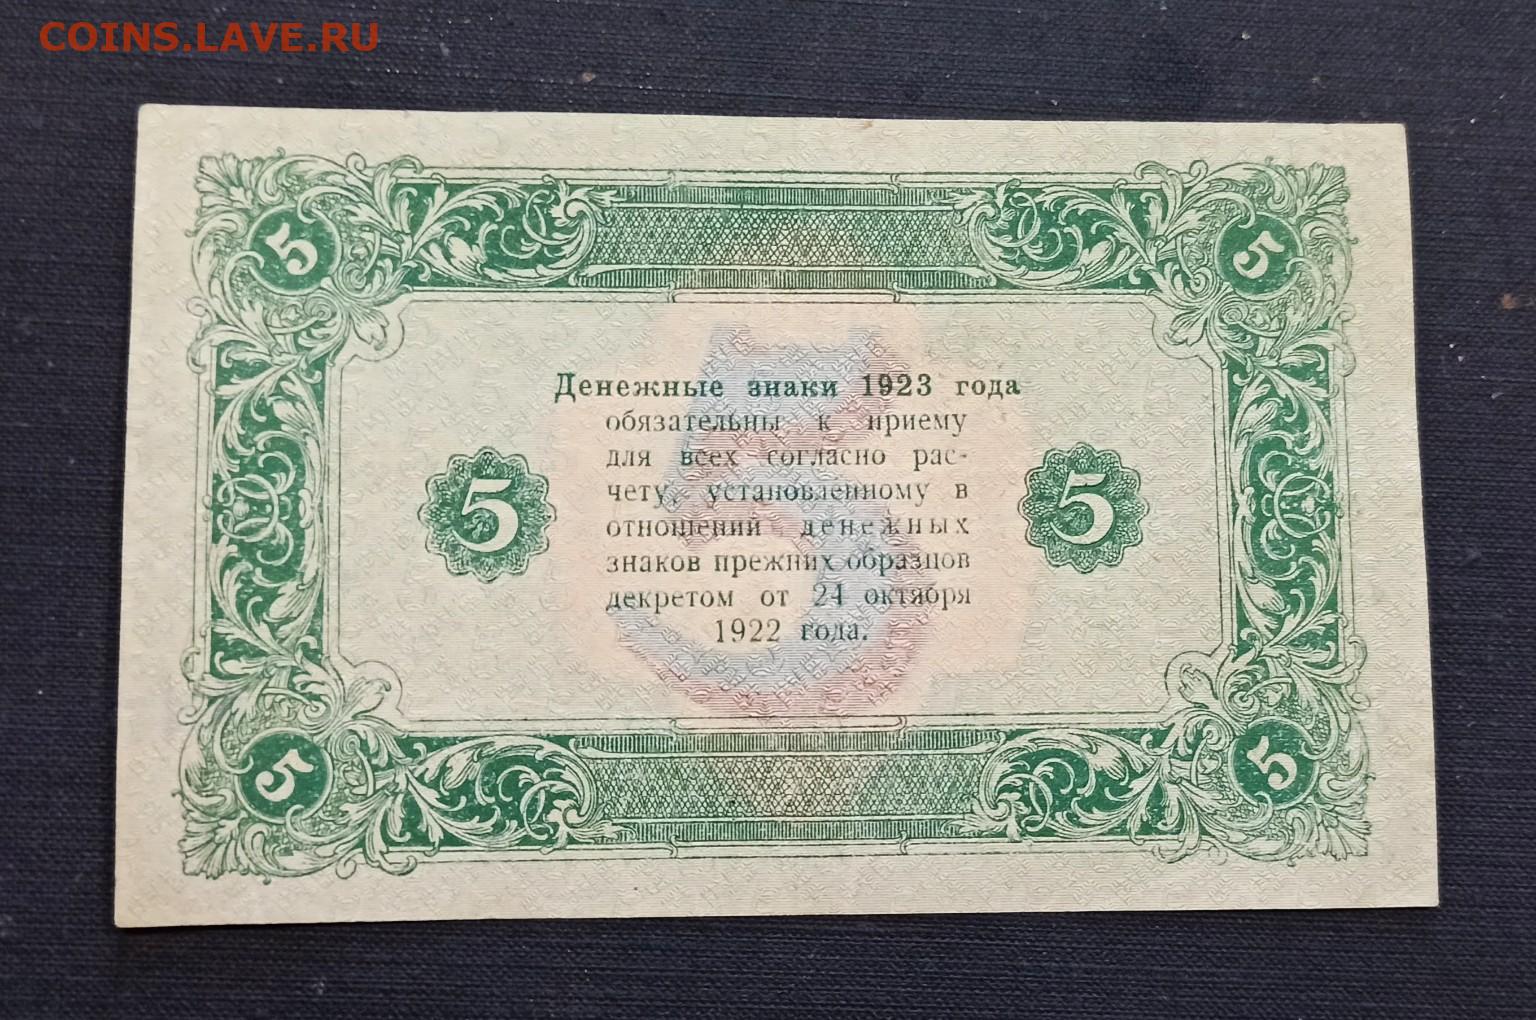 COINS.LAVE.RU
5 5
Денежные знаки 1923 года
обязательны к приему
для всех согласно рас-
чету, установленному в
5 5
отношении денежных
знаков прежних образцов
декретом от 24 октября
1922 года.
5 5